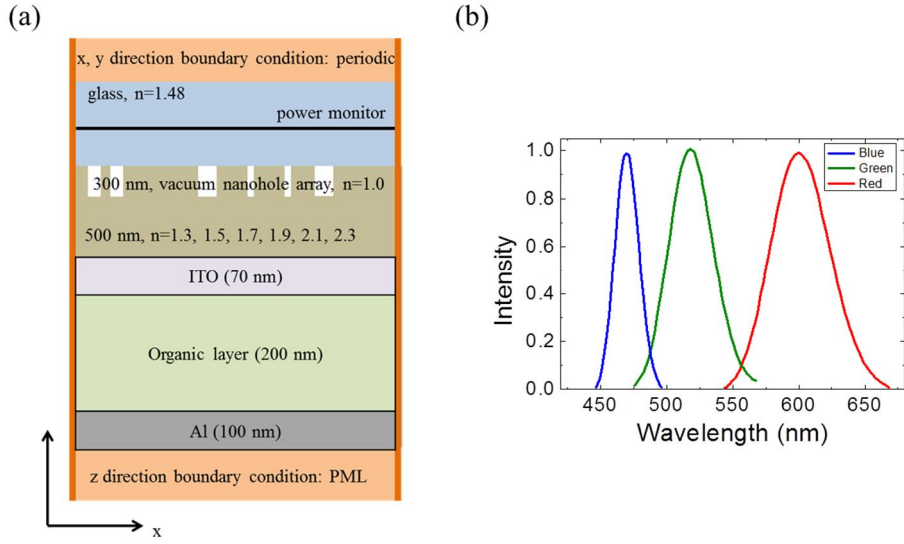 (a)
x, y direction boundary condition: periodic
glass, n=1.48
power monitor
300 nm, vacuum nanohole array, n=1.0
500 nm, n=1.3, 1.5, 1.7, 1.9, 2.1, 2.3
ITO (70 nm)
Organic layer (200 nm)
Al (100 nm)
z direction boundary condition: PML
x
(b)
Intensity
1.0
0.8
0.6
0.4
0.2
0.0
Blue
Green
Red
450 500 550 600 650
Wavelength (nm)